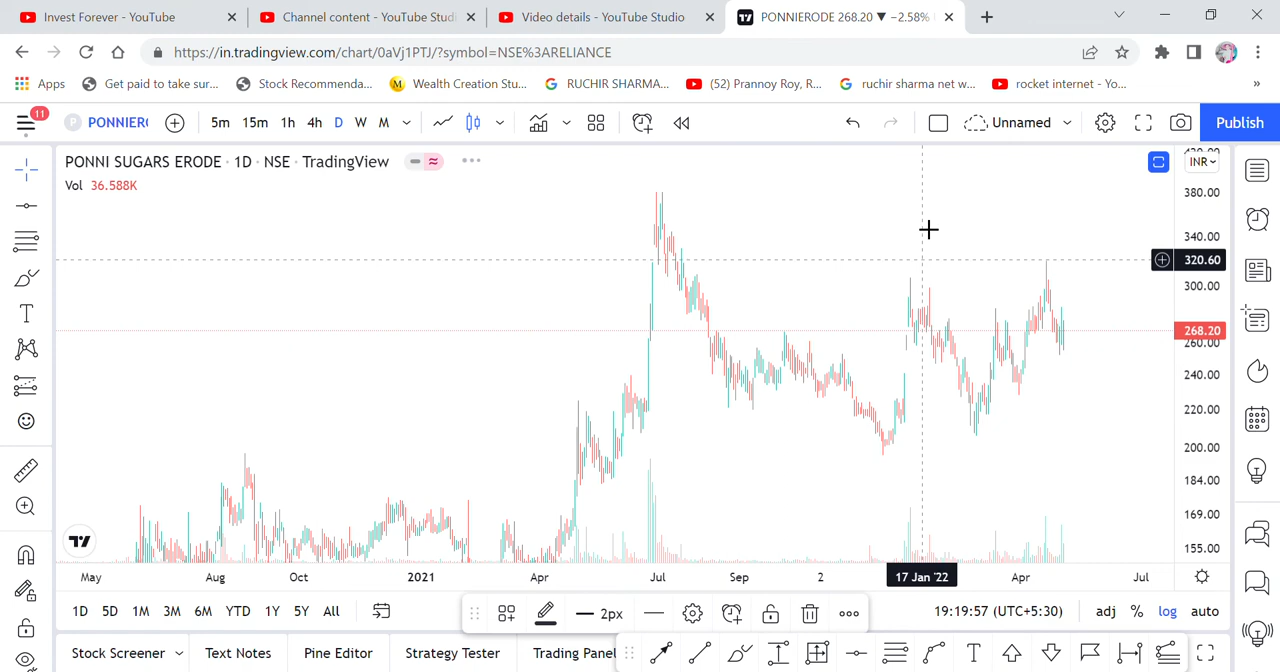 Invest Forever - YouTube
Channel content - YouTube Studi
Video details - YouTube Studio
PONNIERODE 268.20 ▼ −2.58%
https://in.tradingview.com/chart/0aVj1PTJ/?symbol=NSE%3ARELIANCE
Apps
Get paid to take sur...
Stock Recommenda...
M Wealth Creation Stu...
G RUCHIR SHARMA...
(52) Prannoy Roy, R...
G ruchir sharma net w...
rocket internet - Yo...
»
11
P PONNIER
5m 15m 1h 4h D W M
Unnamed
Publish
PONNI SUGARS ERODE · 1D · NSE · TradingView
Vol 36.588K
INR
380.00
340.00
320.60
300.00
268.20
260.00
240.00
220.00
200.00
184.00
169.00
155.00
May Aug Oct 2021 Apr Jul Sep 2 17 Jan '22 Apr Jul
1D 5D 1M 3M 6M YTD 1Y 5Y All
2px
19:19:57 (UTC+5:30)
adj % log auto
Stock Screener
Text Notes
Pine Editor
Strategy Tester
Trading Panel